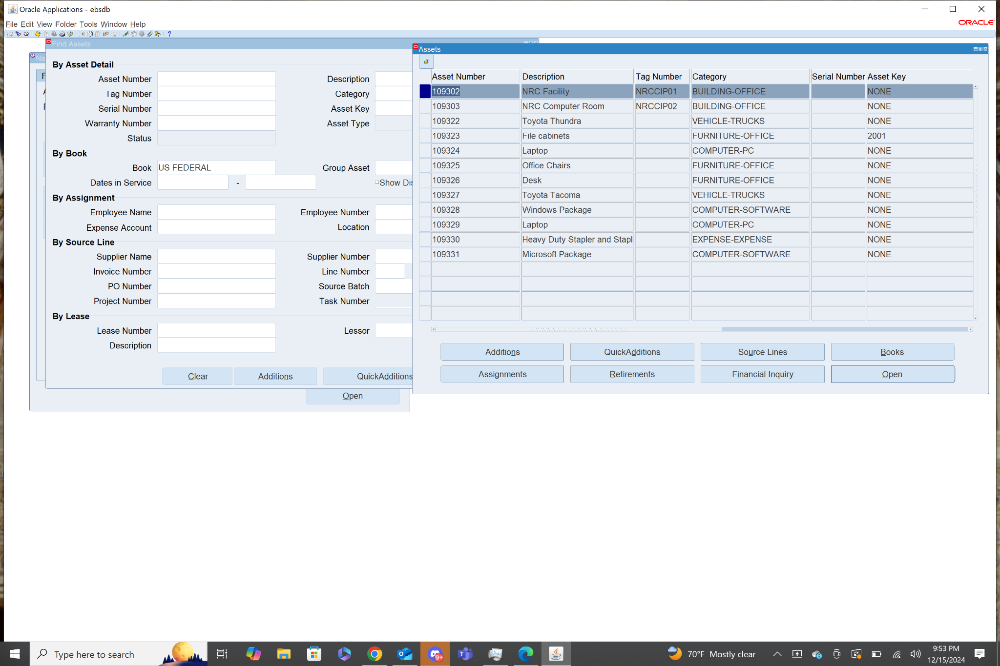 Oracle Applications - ebsdb
File Edit View Folder Tools Window Help
ORACLE
Find Assets
Na
By Asset Detail
Asset Number
Description
Tag Number
Category
Serial Number
Asset Key
Warranty Number
Asset Type
Status
By Book
Book US FEDERAL
Group Asset
Dates in Service -
Show Dis
By Assignment
Employee Name
Employee Number
Expense Account
Location
By Source Line
Supplier Name
Supplier Number
Invoice Number
Line Number
PO Number
Source Batch
Project Number
Task Number
By Lease
Lease Number
Lessor
Description
Clear Additions QuickAdditions
Open
Assets
Asset Number Description Tag Number Category Serial Number Asset Key
109302 NRC Facility NRCCIP01 BUILDING-OFFICE NONE
109303 NRC Computer Room NRCCIP02 BUILDING-OFFICE NONE
109322 Toyota Thundra VEHICLE-TRUCKS NONE
109323 File cabinets FURNITURE-OFFICE 2001
109324 Laptop COMPUTER-PC NONE
109325 Office Chairs FURNITURE-OFFICE NONE
109326 Desk FURNITURE-OFFICE NONE
109327 Toyota Tacoma VEHICLE-TRUCKS NONE
109328 Windows Package COMPUTER-SOFTWARE NONE
109329 Laptop COMPUTER-PC NONE
109330 Heavy Duty Stapler and Stapl EXPENSE-EXPENSE NONE
109331 Microsoft Package COMPUTER-SOFTWARE NONE
Additions QuickAdditions Source Lines Books
Assignments Retirements Financial Inquiry Open
Type here to search
9+
70°F Mostly clear
9:53 PM
12/15/2024